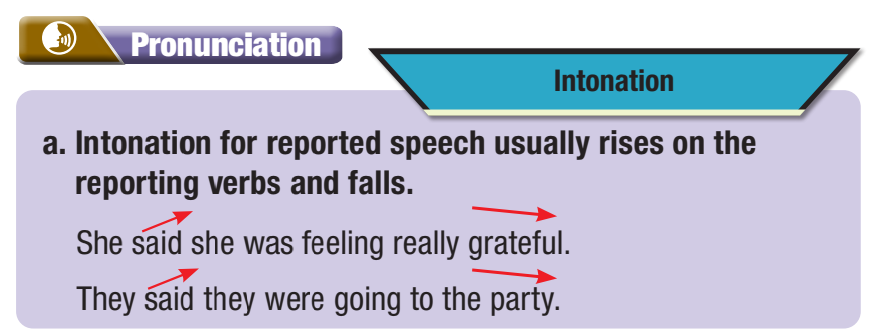 Pronunciation
Intonation
a. Intonation for reported speech usually rises on the
reporting verbs and falls.
She said she was feeling really grateful.
They said they were going to the party.